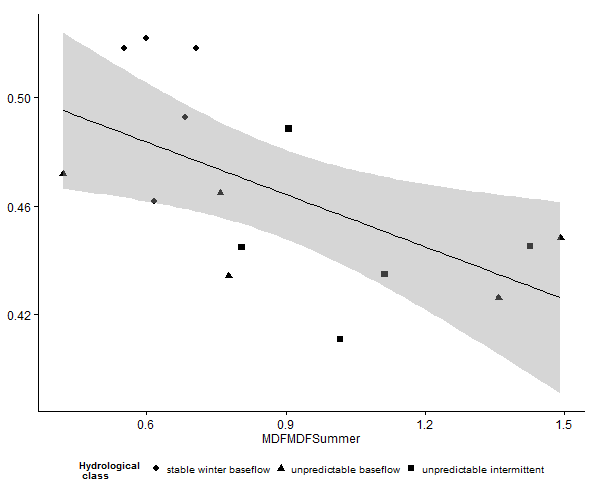 0.50
0.46
0.42
0.6 0.9 1.2 1.5
MDFMDFSummer
Hydrological
class
stable winter baseflow unpredictable baseflow unpredictable intermittent